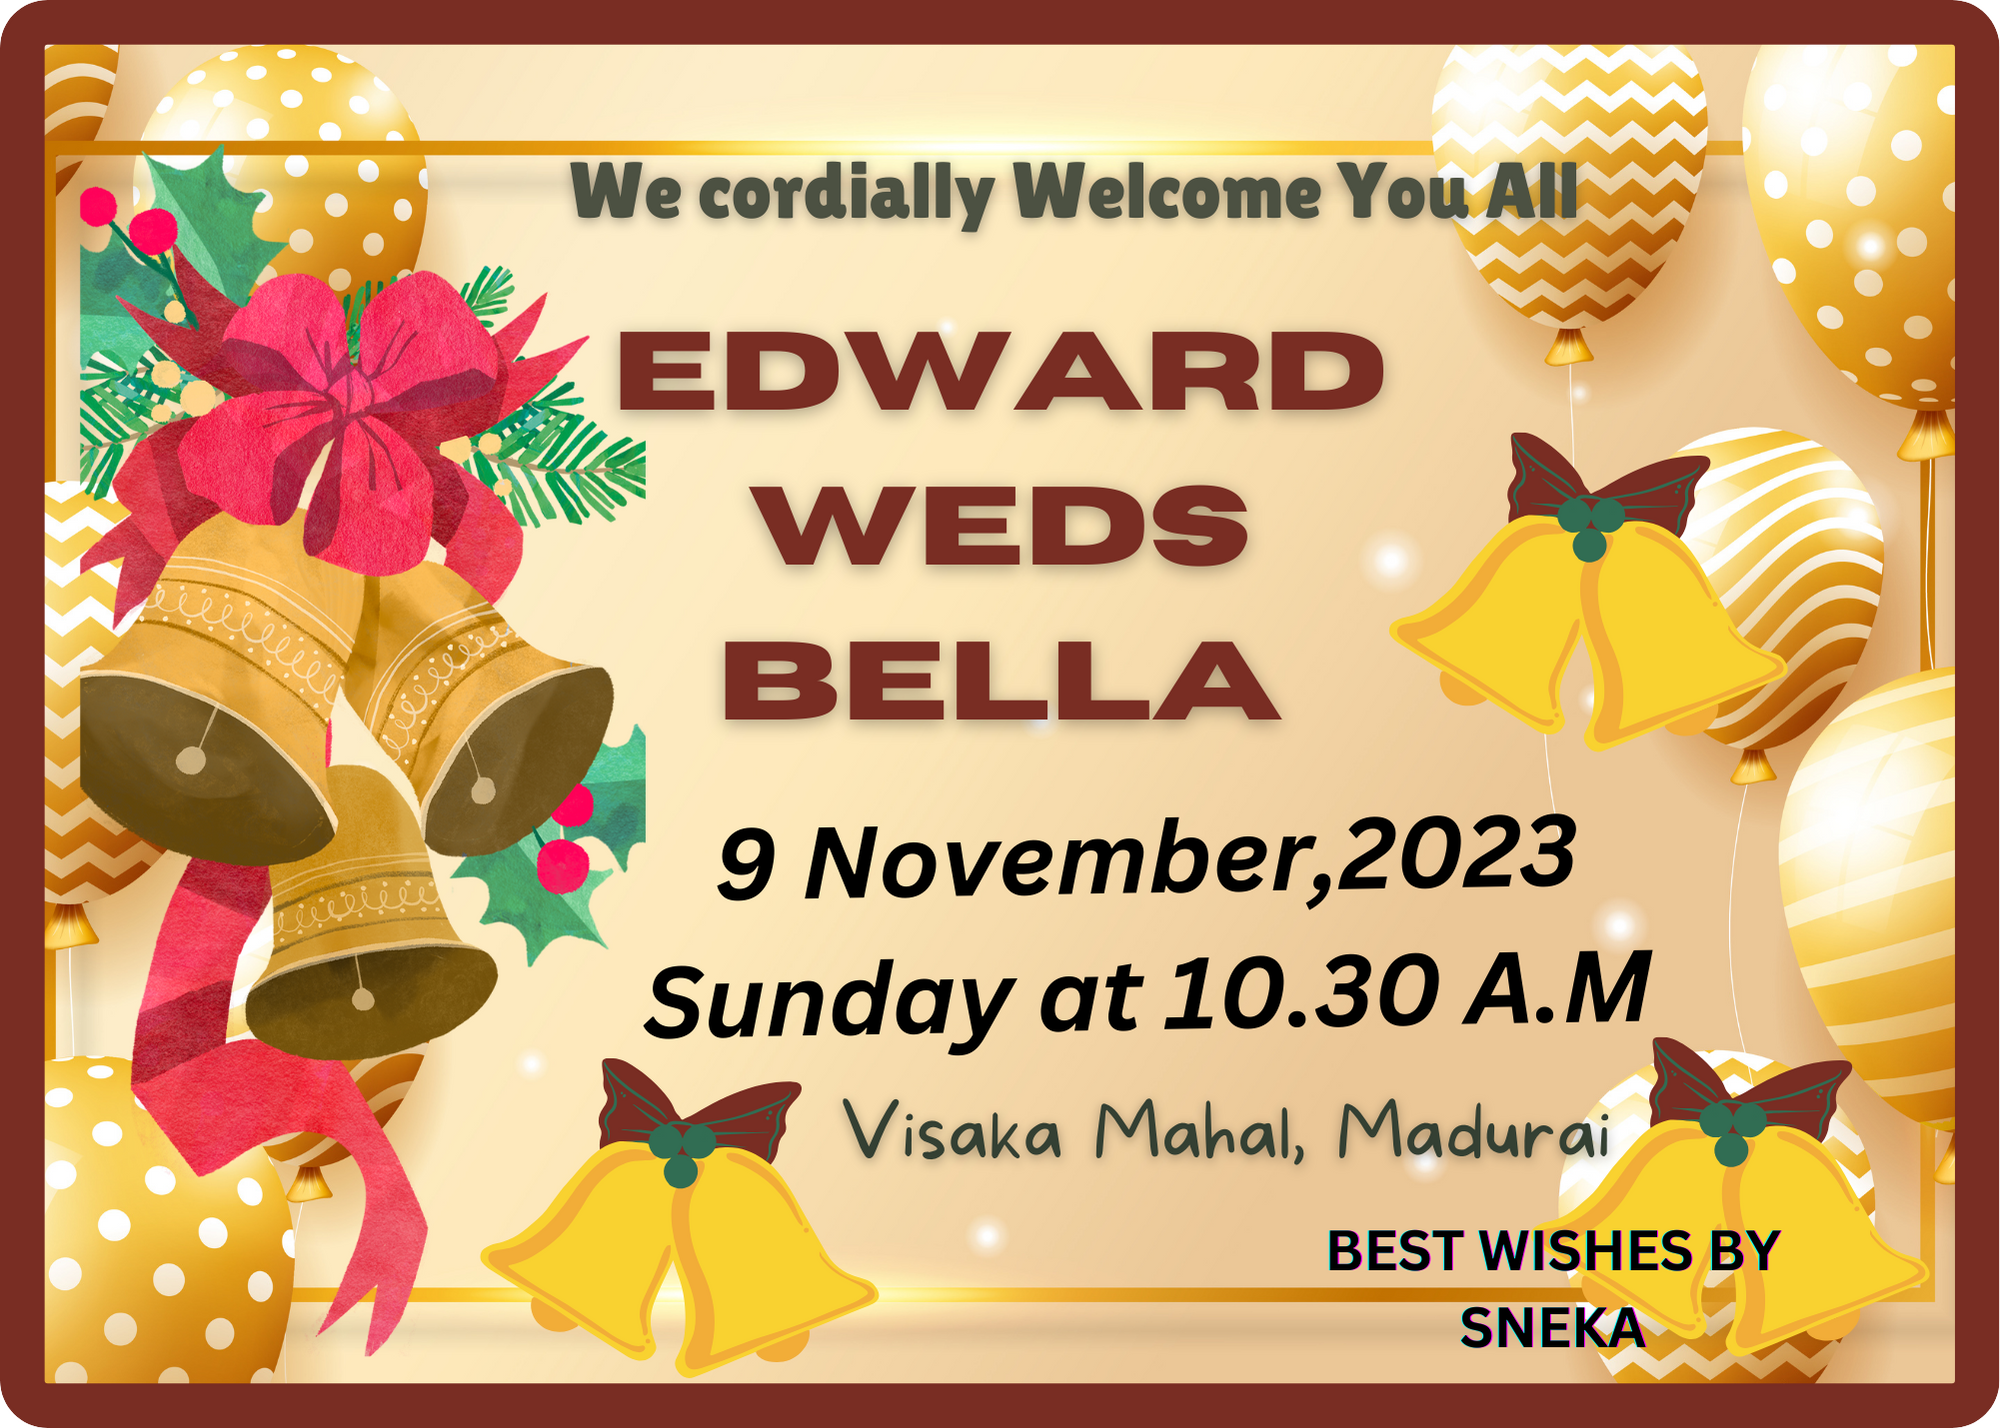 We cordially Welcome You All
EDWARD
WEDS
BELLA
9 November,2023
Sunday at 10.30 A.M
Visaka Mahal, Madurai
BEST WISHES BY
SNEKA